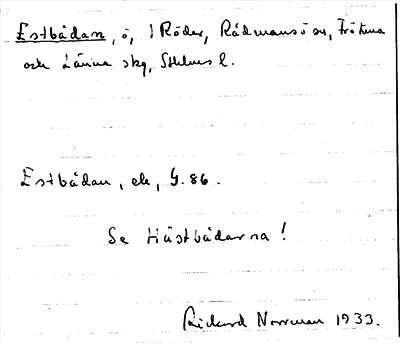 Estbådan, ö, i Röder, Rådmansö sn, Frötuna
och Länna skg, Sthlms l.
Estbådan, ek, G. 86.
Se Hästbådarna!
Rickard Norrman 1933.